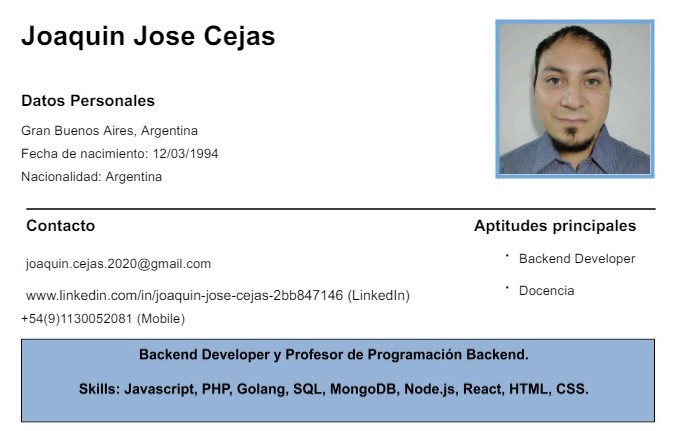 Joaquin Jose Cejas
Datos Personales
Gran Buenos Aires, Argentina
Fecha de nacimiento: 12/03/1994
Nacionalidad: Argentina
Contacto
joaquin.cejas.2020@gmail.com
www.linkedin.com/in/joaquin-jose-cejas-2bb847146 (LinkedIn)
+54(9)1130052081 (Mobile)
Aptitudes principales
· Backend Developer
· Docencia
Backend Developer y Profesor de Programación Backend.
Skills: Javascript, PHP, Golang, SQL, MongoDB, Node.js, React, HTML, CSS.